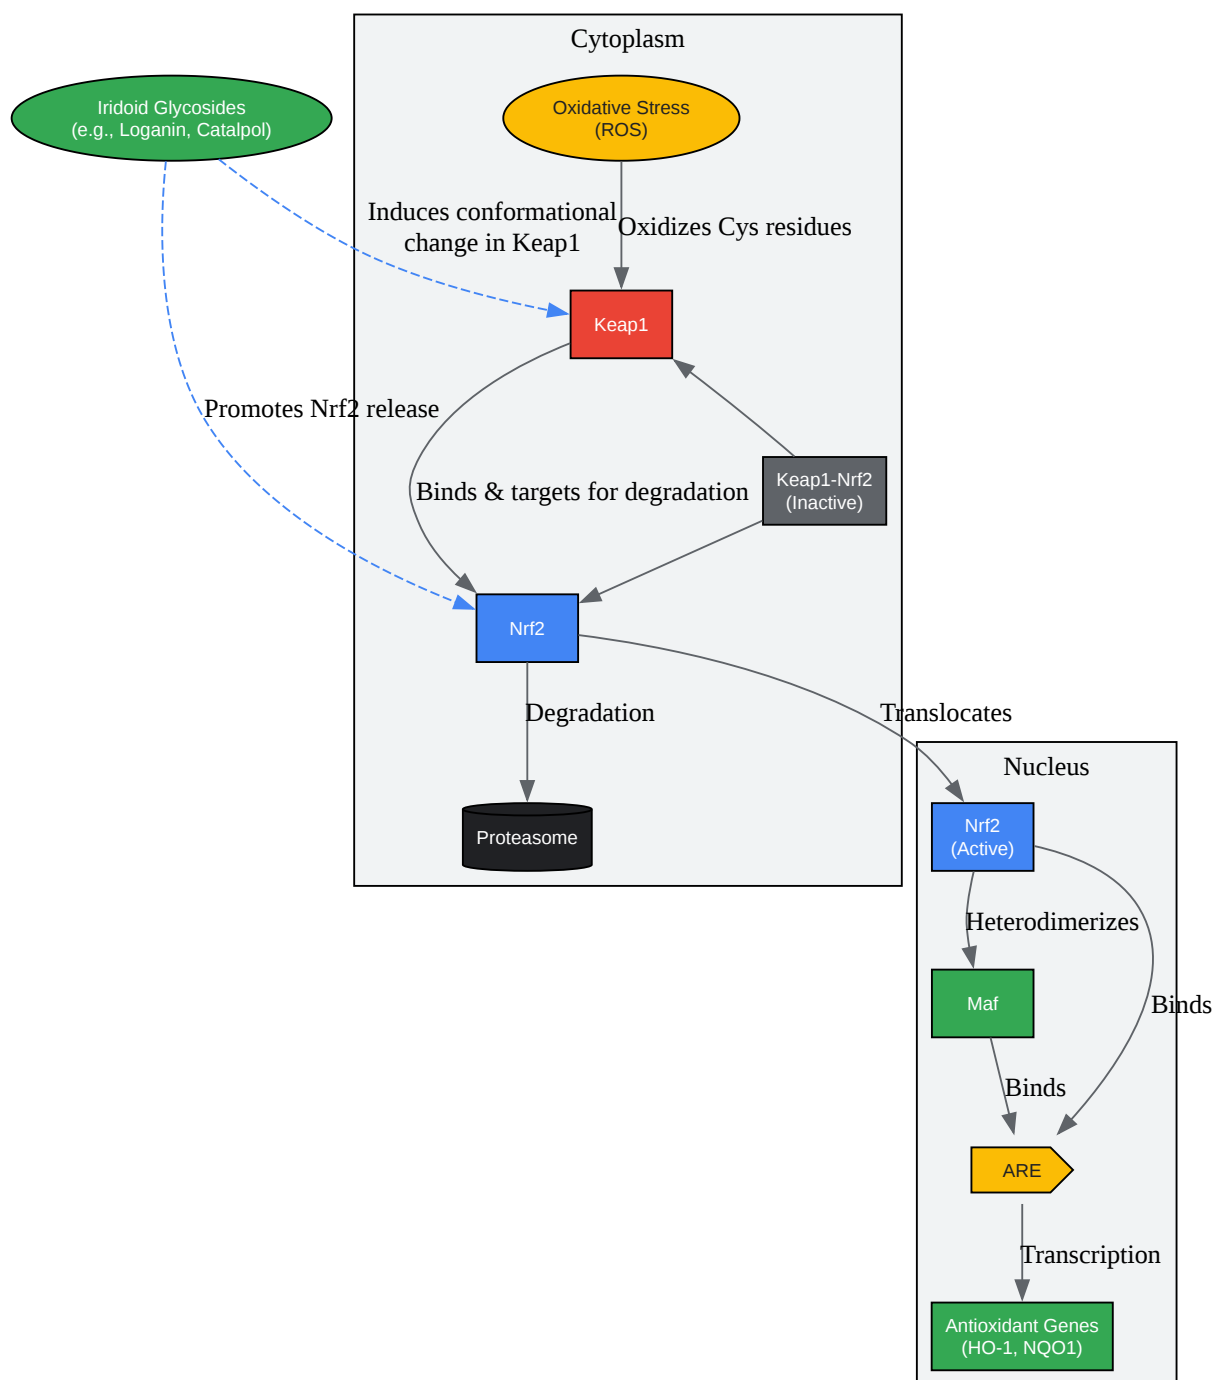 Cytoplasm
Iridoid Glycosides
(e.g., Loganin, Catalpol)
Oxidative Stress
(ROS)
Induces conformational
change in Keap1
Oxidizes Cys residues
Keap1
Promotes Nrf2 release
Binds & targets for degradation
Keap1-Nrf2
(Inactive)
Nrf2
Degradation
Translocates
Nucleus
Proteasome
Nrf2
(Active)
Heterodimerizes
Maf
Binds
Binds
ARE
Transcription
Antioxidant Genes
(HO-1, NQO1)